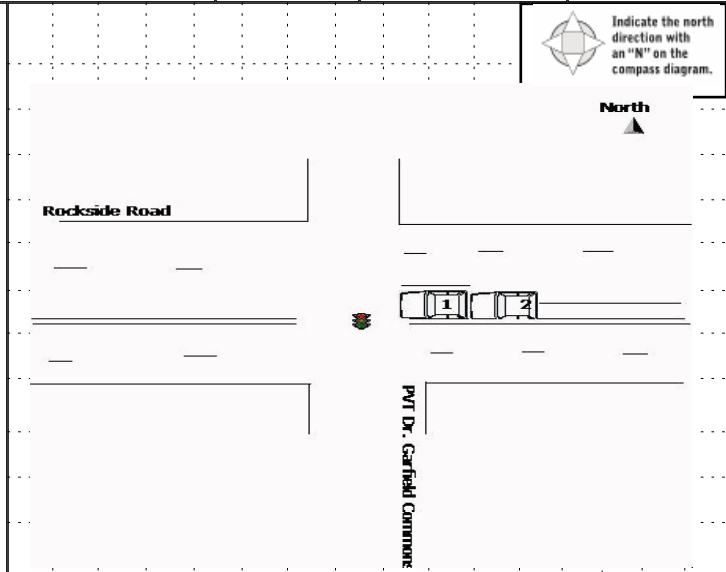 Indicate the north
direction with
an "N" on the
compass diagram.
North
Rockside Road
1 2
PVT Dr. Garfield Commons